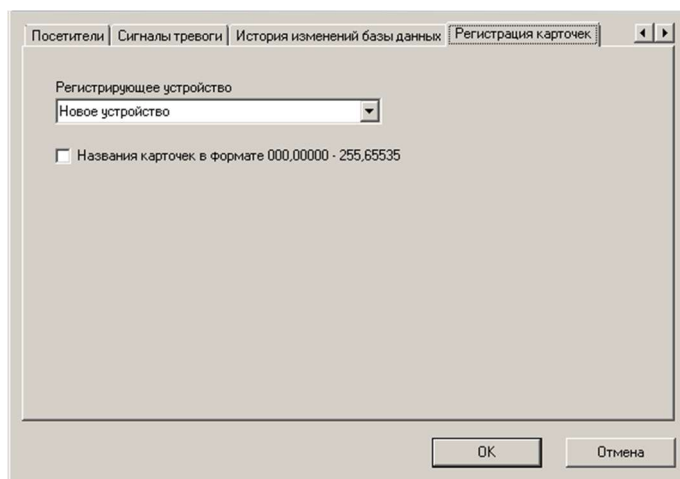 Посетители Сигналы тревоги История изменений базы данных Регистрация карточек
Регистрирующее устройство
Новое устройство
Названия карточек в формате 000,00000 - 255,65535
OK Отмена